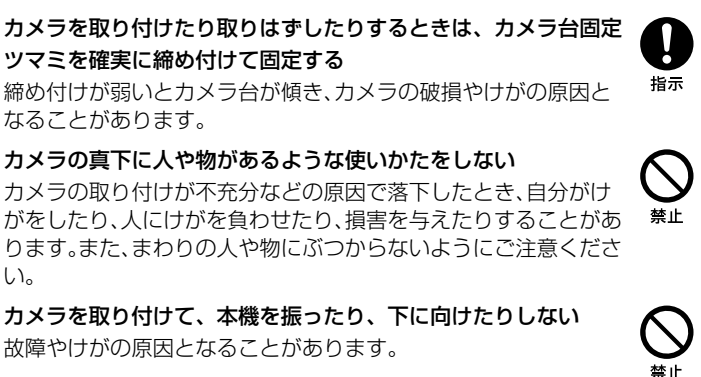 カメラを取り付けたり取りはずしたりするときは、カメラ台固定
ツマミを確実に締め付けて固定する
指示
締め付けが弱いとカメラ台が傾き、カメラの破損やけがの原因と
なることがあります。
カメラの真下に人や物があるような使いかたをしない
カメラの取り付けが不充分などの原因で落下したとき、自分がけ
がをしたり、人にけがを負わせたり、損害を与えたりすることがあ
禁止
ります。また、まわりの人や物にぶつからないようにご注意くださ
い。
カメラを取り付けて、本機を振ったり、下に向けたりしない
故障やけがの原因となることがあります。
禁止